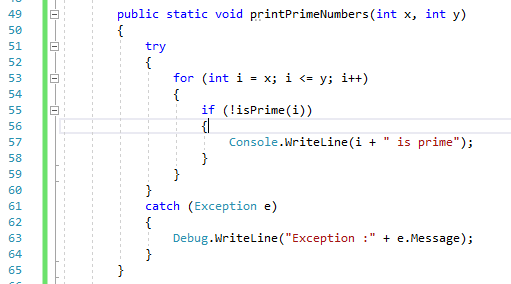 49 public static void printPrimeNumbers(int x, int y)
50 {
51 try
52 {
53 for (int i = x; i <= y; i++)
54 {
55 if (!isPrime(i))
56 {
57 Console.WriteLine(i + " is prime");
58 }
59 }
60 }
61 catch (Exception e)
62 {
63 Debug.WriteLine("Exception :" + e.Message);
64 }
65 }